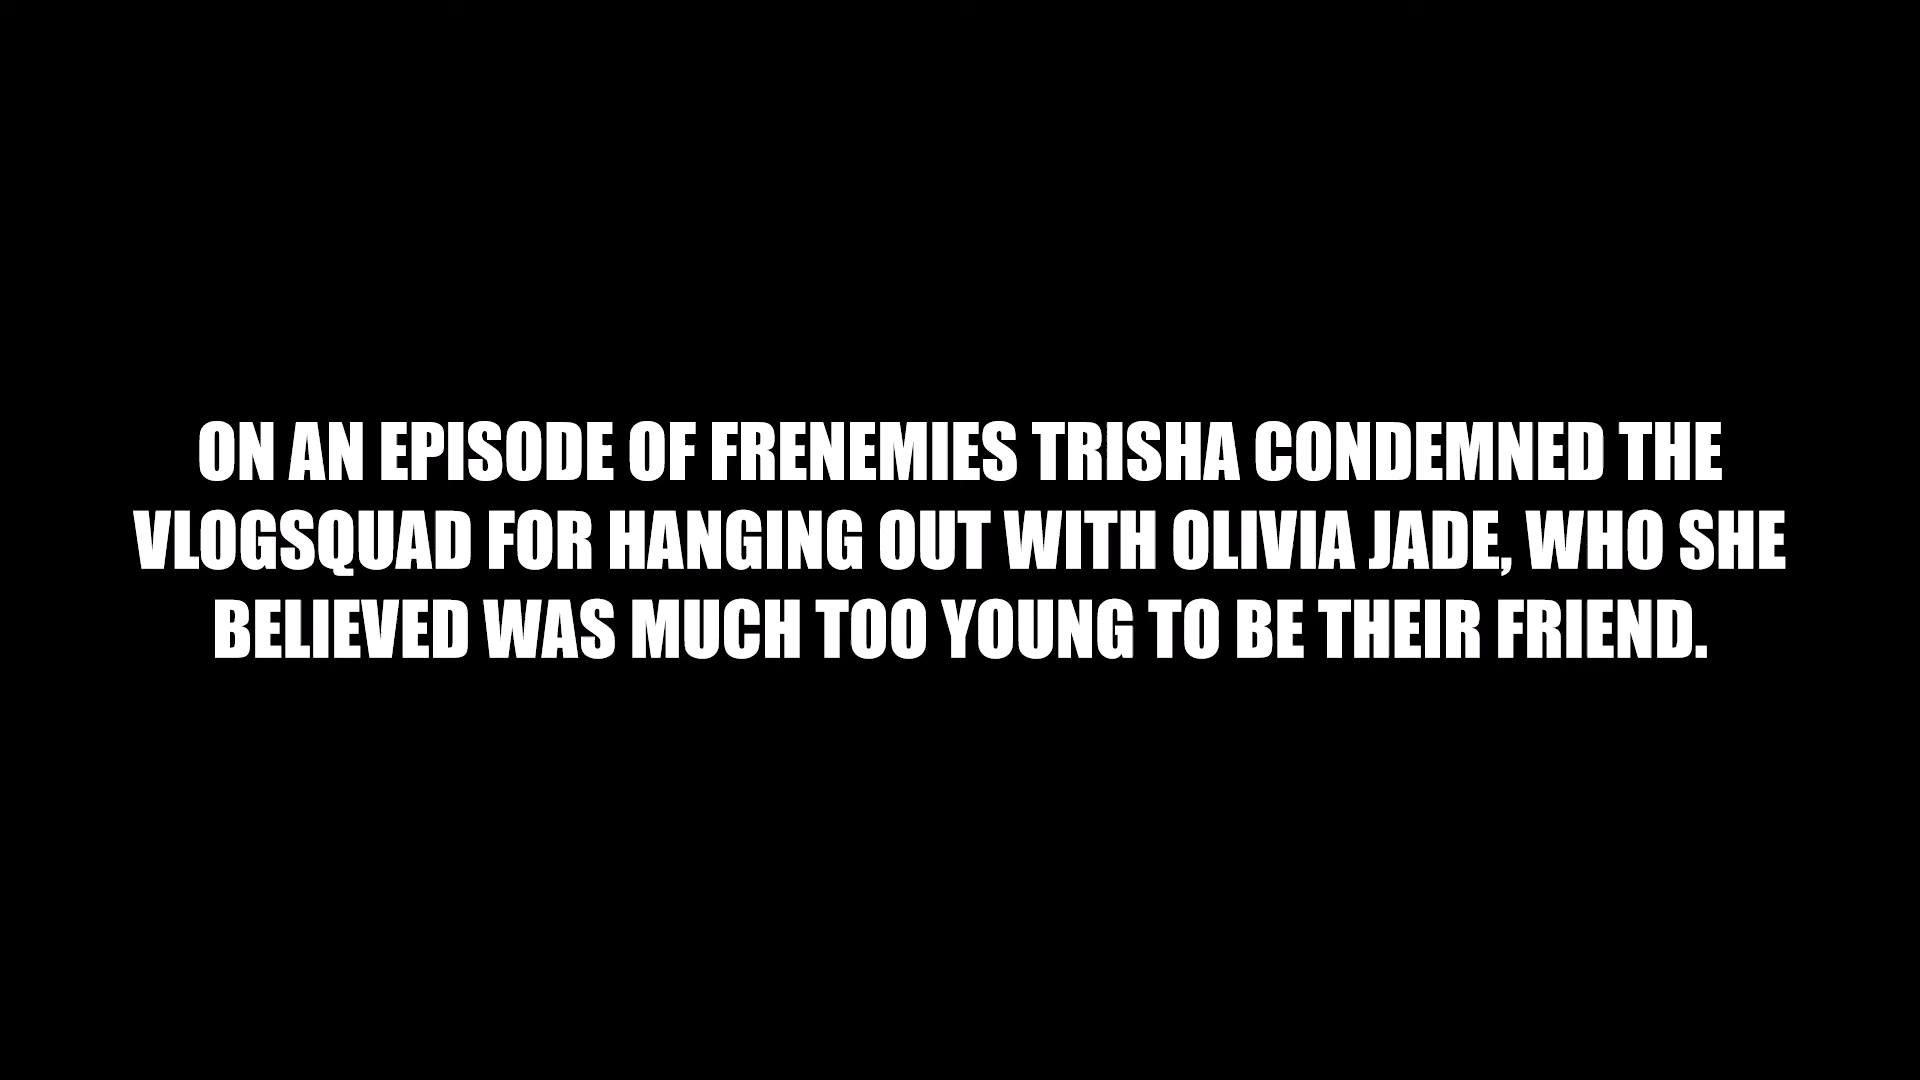 ON AN EPISODE OF FRENEMIES TRISHA CONDEMNED THE
VLOGSQUAD FOR HANGING OUT WITH OLIVIA JADE, WHO SHE
BELIEVED WAS MUCH TOO YOUNG TO BE THEIR FRIEND.